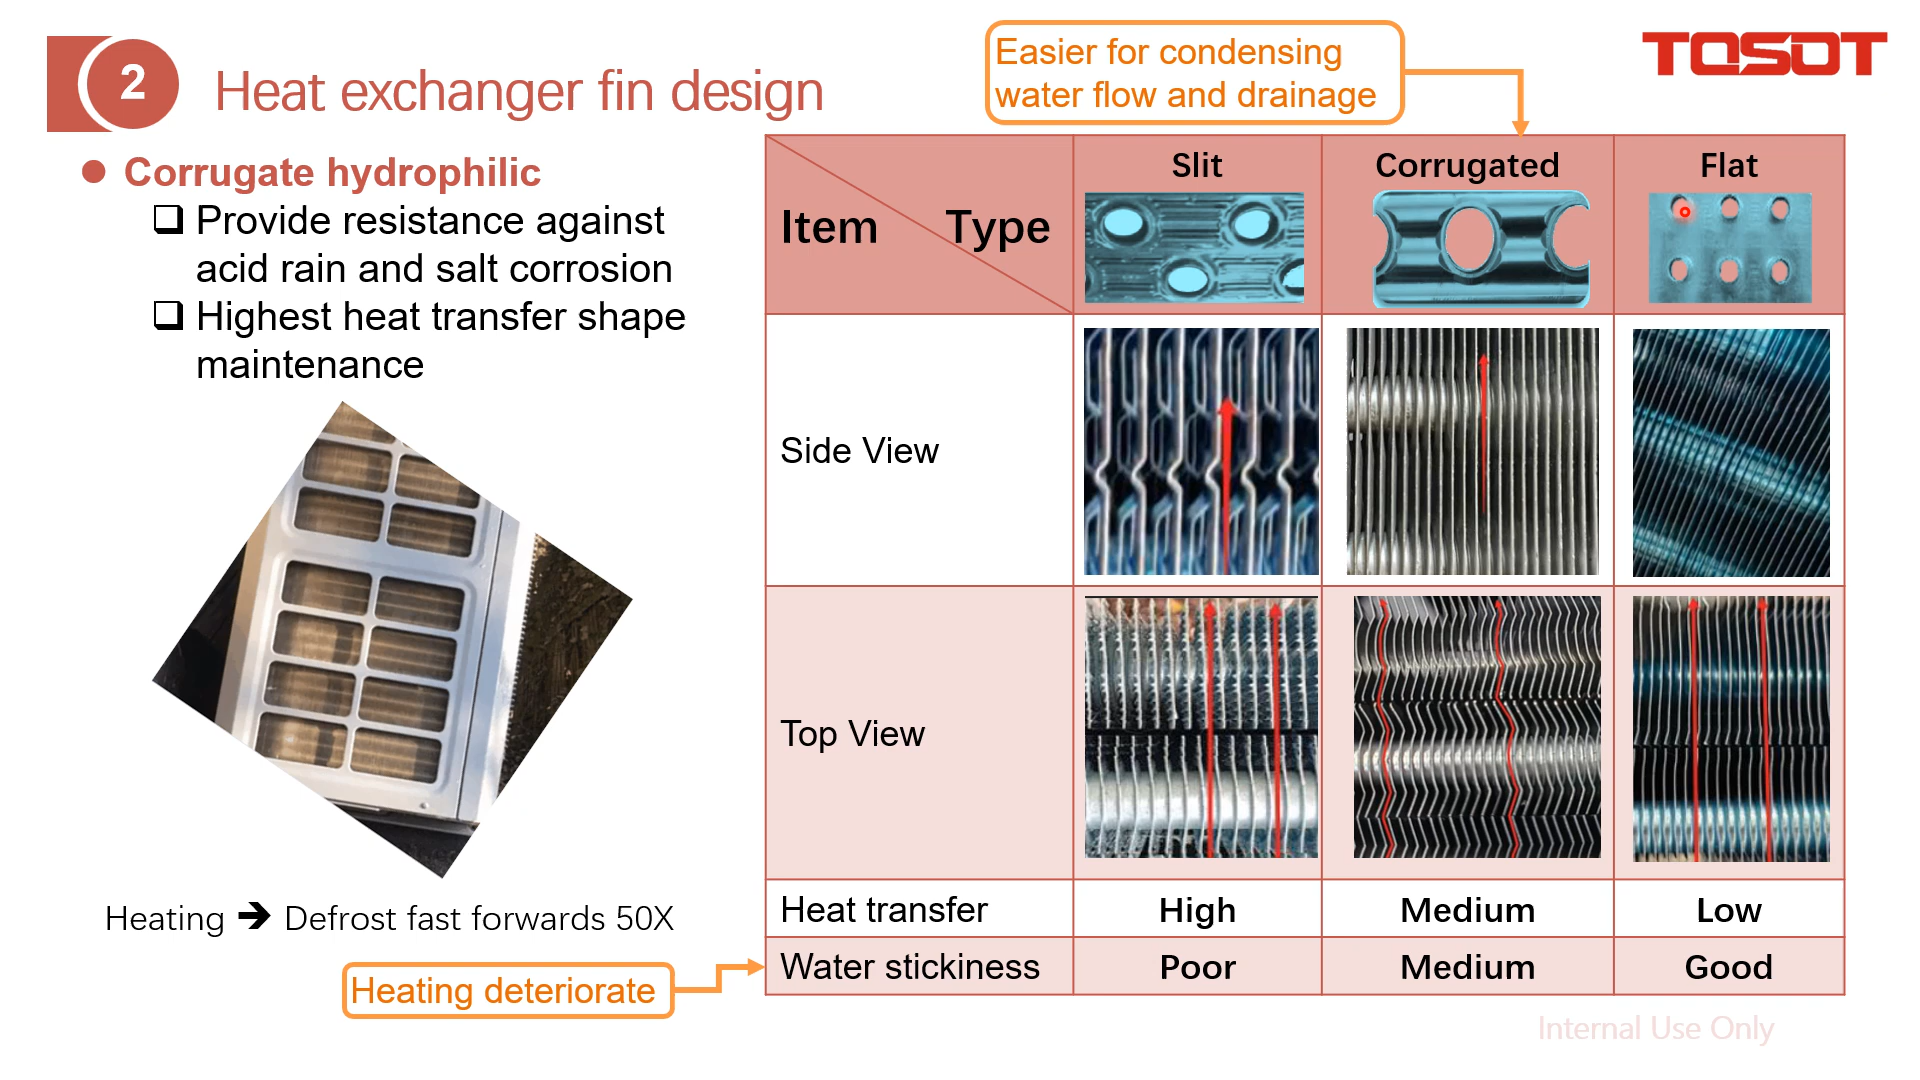 2
Heat exchanger fin design
Easier for condensing
water flow and drainage
TOSOT
Corrugate hydrophilic
Provide resistance against
acid rain and salt corrosion
Highest heat transfer shape
maintenance
Heating ➔ Defrost fast forwards 50X
Heating deteriorate
Item Type Slit Corrugated Flat
Side View
Top View
Heat transfer High Medium Low
Water stickiness Poor Medium Good
Internal Use Only